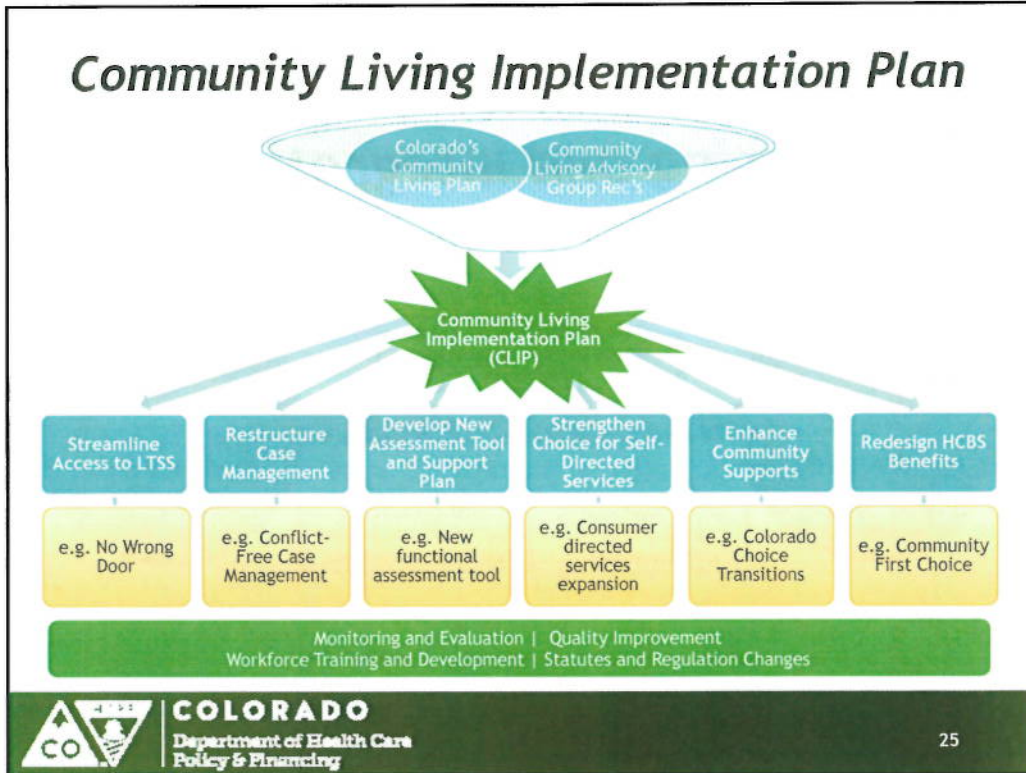 Community Living Implementation Plan
Colorado's
Community
Living Plan
Community
Living Advisory
Group Rec's
Community Living
Implementation Plan
(CLIP)
Streamline
Access to LTSS
Restructure
Case
Management
Develop New
Assessment Tool
and Support
Plan
Strengthen
Choice for Self-
Directed
Services
Enhance
Community
Supports
Redesign HCBS
Benefits
e.g. No Wrong
Door
e.g. Conflict-
Free Case
Management
e.g. New
functional
assessment tool
e.g. Consumer
directed
services
expansion
e.g. Colorado
Choice
Transitions
e.g. Community
First Choice
Monitoring and Evaluation | Quality Improvement
Workforce Training and Development | Statutes and Regulation Changes
CO
COLORADO
Department of Health Care
Policy & Financing
25